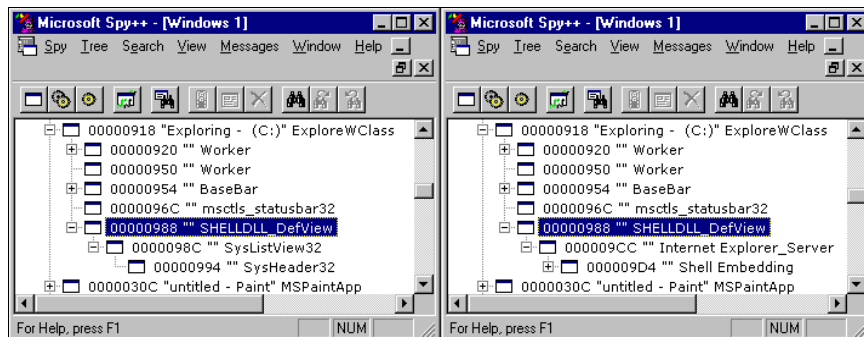 Microsoft Spy++ - [Windows 1]
Spy Tree Search View Messages Window Help
00000918 "Exploring - (C:)" ExploreWClass
00000920 "" Worker
00000950 "" Worker
00000954 "" BaseBar
0000096C "" msctls_statusbar32
00000988 "" SHELLDLL_DefView
0000098C "" SysListView32
00000994 "" SysHeader32
0000030C "untitled - Paint" MSPaintApp
For Help, press F1 NUM
Microsoft Spy++ - [Windows 1]
Spy Tree Search View Messages Window Help
00000918 "Exploring - (C:)" ExploreWClass
00000920 "" Worker
00000950 "" Worker
00000954 "" BaseBar
0000096C "" msctls_statusbar32
00000988 "" SHELLDLL_DefView
000009CC "" Internet Explorer_Server
000009D4 "" Shell Embedding
0000030C "untitled - Paint" MSPaintApp
For Help, press F1 NUM